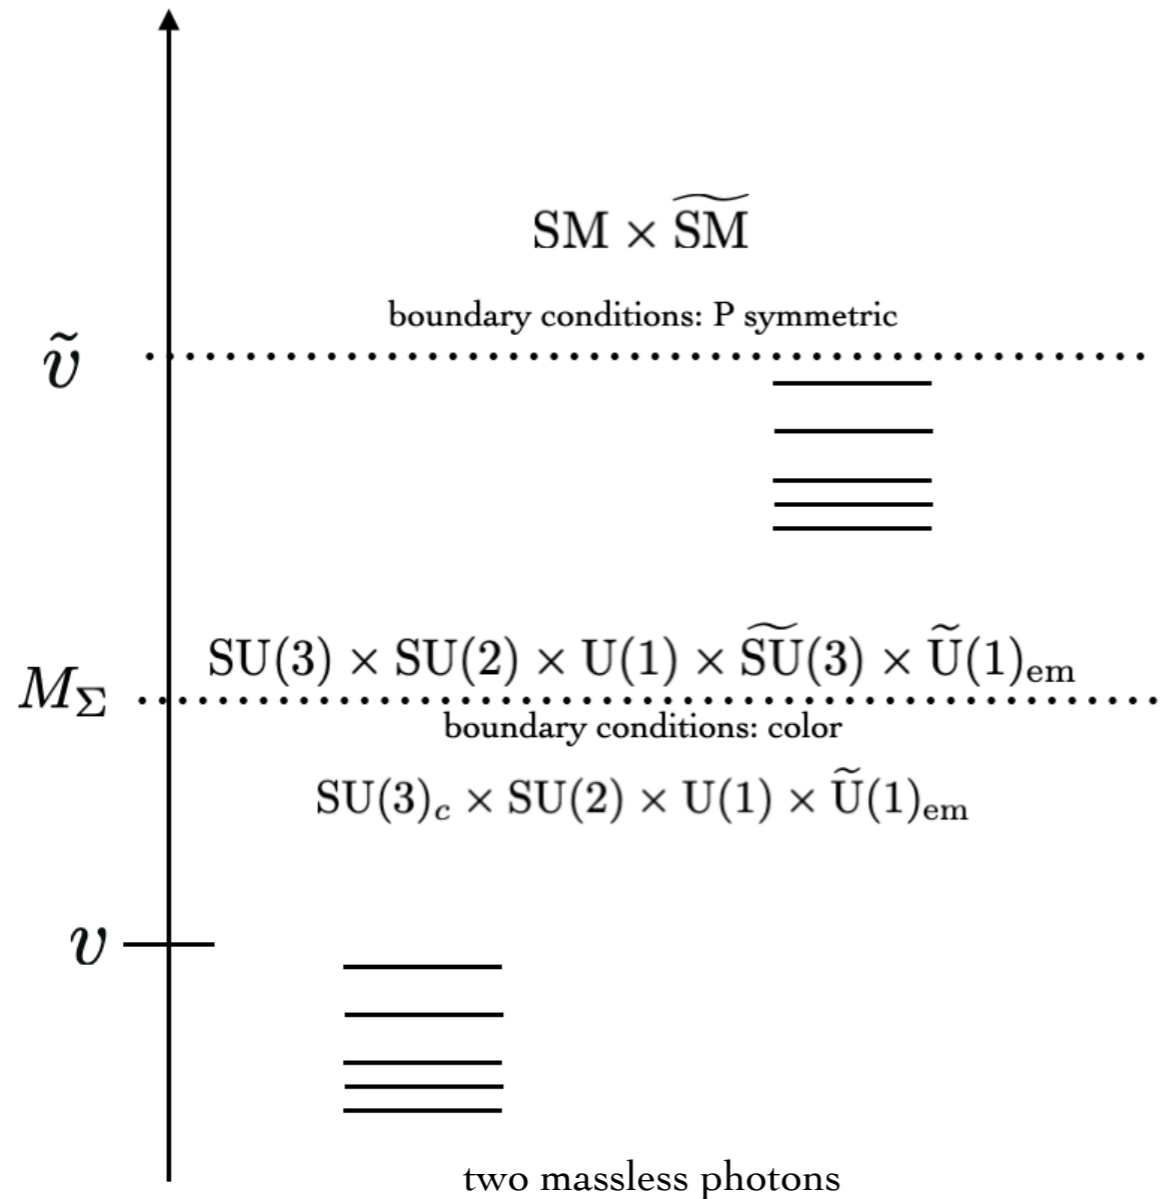 SM × S͠M
boundary conditions: P symmetric
ṽ
SU(3) × SU(2) × U(1) × S͠U(3) × Ũ(1)ₑₘ
M_Σ
boundary conditions: color
SU(3)_c × SU(2) × U(1) × Ũ(1)ₑₘ
v
two massless photons